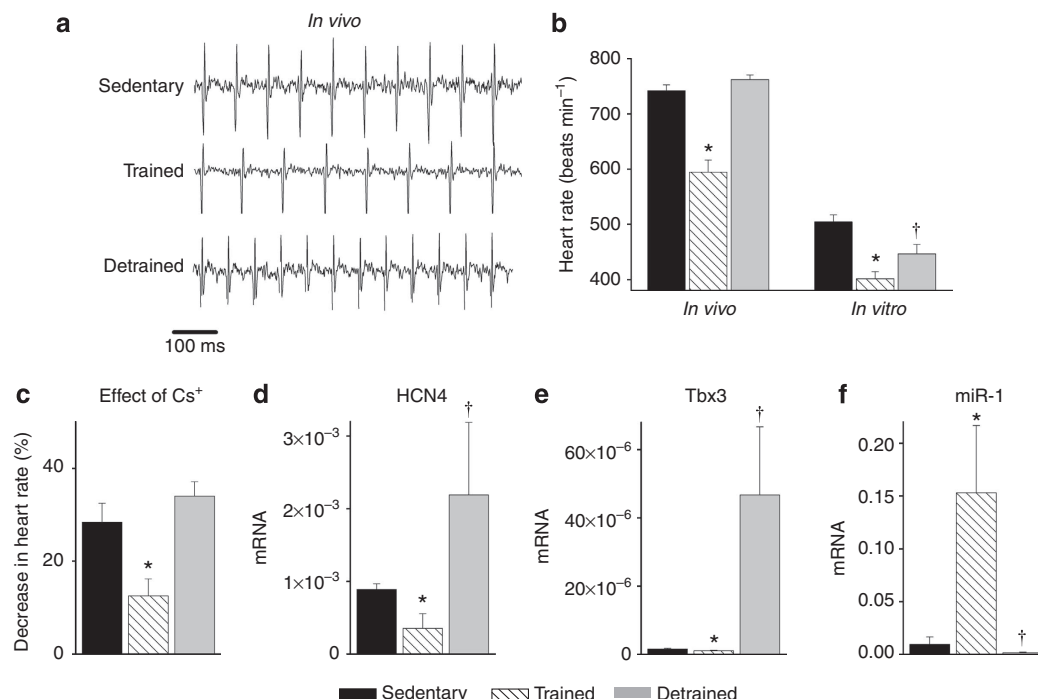 a
In vivo
Sedentary
Trained
Detrained
100 ms
b
Heart rate (beats min⁻¹)
800
700
600
500
400
*
*
†
In vivo
In vitro
c
Effect of Cs⁺
Decrease in heart rate (%)
40
20
0
*
d
HCN4
mRNA
3×10⁻³
2×10⁻³
1×10⁻³
0
*
†
e
Tbx3
mRNA
60×10⁻⁶
40×10⁻⁶
20×10⁻⁶
0
*
†
f
miR-1
mRNA
0.20
0.15
0.10
0.05
0.00
*
†
Sedentary Trained Detrained